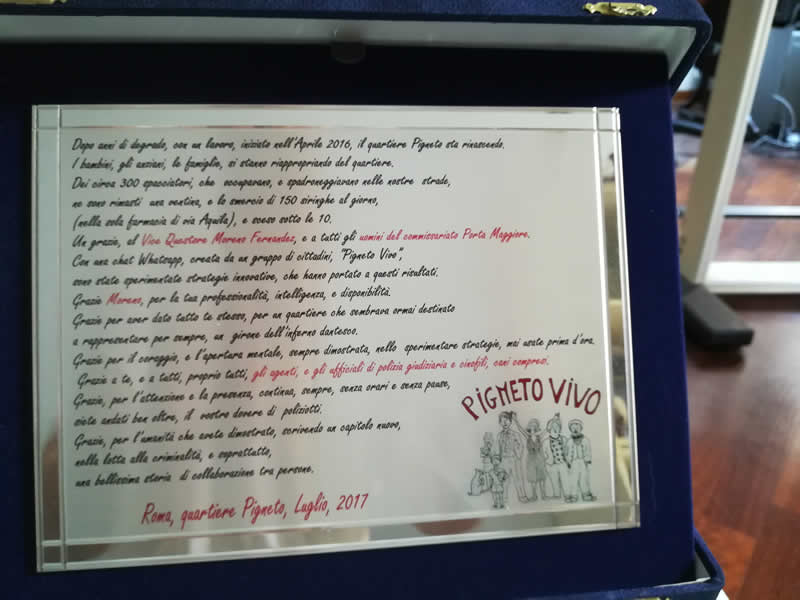 Dopo anni di degrado, con un lavoro, iniziato nell'Aprile 2016, il quartiere Pigneto sta rinascendo.
I bambini, gli anziani, le famiglie, si stanno riappropriando del quartiere.
Dei circa 300 spacciatori, che occuparano, e spadroneggiarano nelle nostre strade,
ne sono rimasti una ventina, e lo smercio di 150 siringhe al giorno,
(nella sola farmacia di via Aquila), e sceso sotto le 10.
Un grazie, al Vice Questore Moreno Fernandez, e a tutti gli uomini del commissariato Porta Maggiore.
Con una chat Whatsapp, creata da un gruppo di cittadini, "Pigneto Vivo",
sono state sperimentate strategie innovative, che hanno portato a questi risultati.
Grazie Moreno, per la tua professionalità, intelligenza, e disponibilità.
Grazie per aver dato tutto te stesso, per un quartiere che sembrava ormai destinato
a rappresentare per sempre, un girone dell'inferno dantesco.
Grazie per il coraggio, e l'apertura mentale, sempre dimostrata, nello sperimentare strategie, mai usate prima d'ora.
Grazie a te, e a tutti, proprio tutti, gli agenti, e gli ufficiali di polizia giudiziaria e cinofili, cani compresi.
Grazie, per l'attenzione e la presenza, continua, sempre, senza orari e senza pause,
siete andati ben oltre, il vostro dovere di poliziotti.
Grazie, per l'umanità che avete dimostrato, scrivendo un capitolo nuovo,
nella lotta alla criminalità, e soprattutto,
una bellissima storia di collaborazione tra persone.
PIGNETO VIVO
Roma, quartiere Pigneto, Luglio, 2017